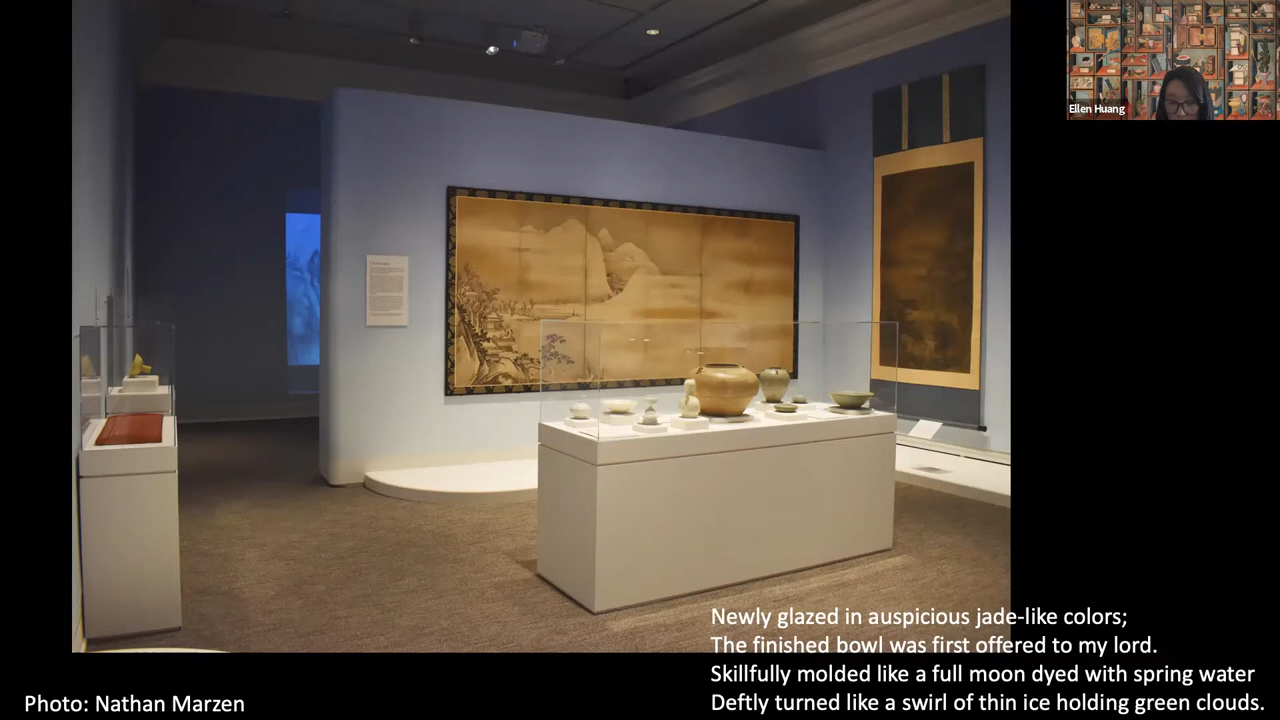 Ellen Huang
Newly glazed in auspicious jade-like colors;
The finished bowl was first offered to my lord.
Skillfully molded like a full moon dyed with spring water
Deftly turned like a swirl of thin ice holding green clouds.
Photo: Nathan Marzen